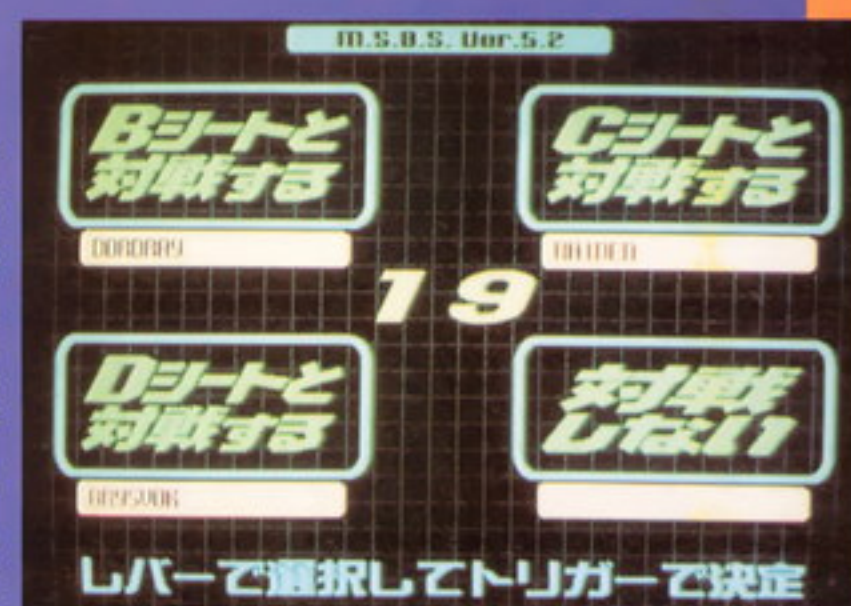 M.S.B.S. Ver.5.2
Bシートと
対戦する
DORDRAY
Cシートと
対戦する
RAIDEN
19
Dシートと
対戦する
対戦
しない
レバーで選択してトリガーで決定